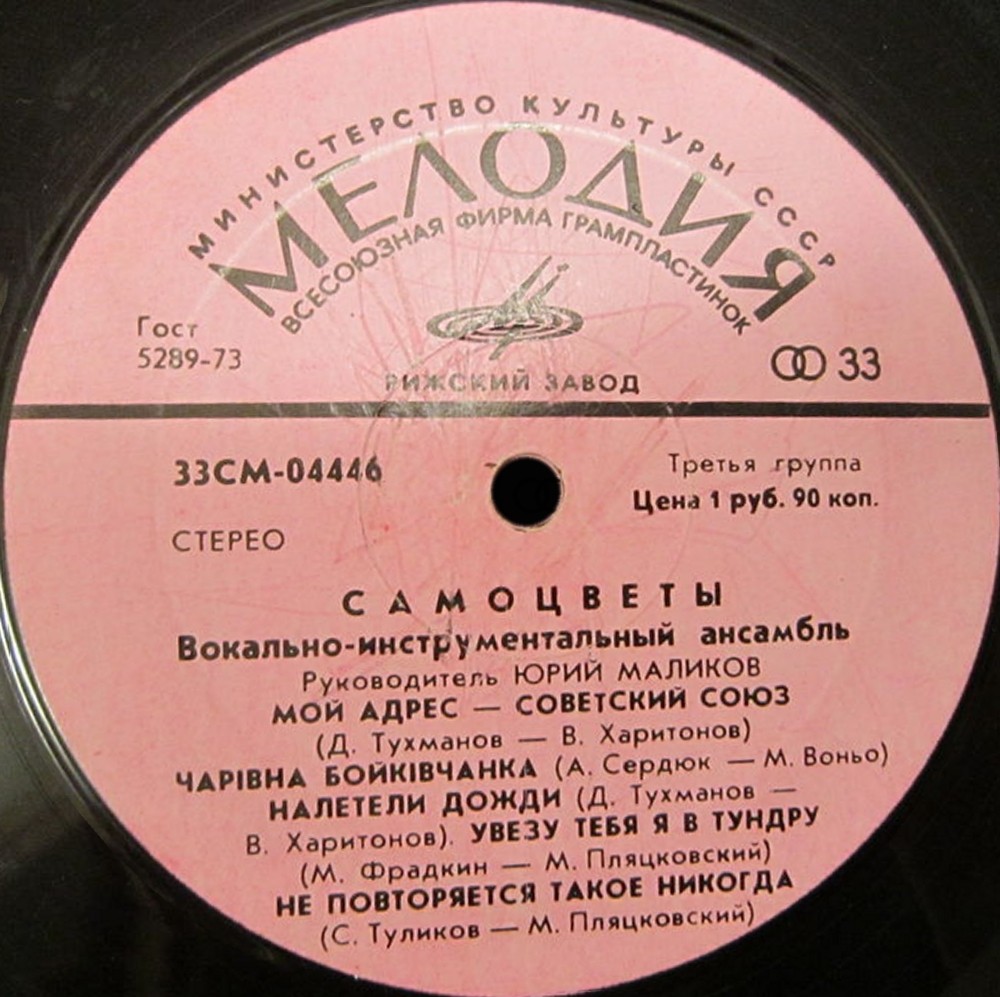 МИНИСТЕРСТВО КУЛЬТУРЫ СССР
МЕЛОДИЯ
ВСЕСОЮЗНАЯ ФИРМА ГРАМПЛАСТИНОК
Гост
5289-73
33
РИЖСКИЙ ЗАВОД
33СМ-04446
Третья группа
Цена 1 руб. 90 коп.
СТЕРЕО
САМОЦВЕТЫ
Вокально-инструментальный ансамбль
Руководитель ЮРИЙ МАЛИКОВ
МОЙ АДРЕС — СОВЕТСКИЙ СОЮЗ
(Д. Тухманов — В. Харитонов)
ЧАРІВНА БОЙКІВЧАНКА (А. Сердюк — М. Воньо)
НАЛЕТЕЛИ ДОЖДИ (Д. Тухманов —
В. Харитонов). УВЕЗУ ТЕБЯ Я В ТУНДРУ
(М. Фрадкин — М. Пляцковский)
НЕ ПОВТОРЯЕТСЯ ТАКОЕ НИКОГДА
(С. Туликов — М. Пляцковский)